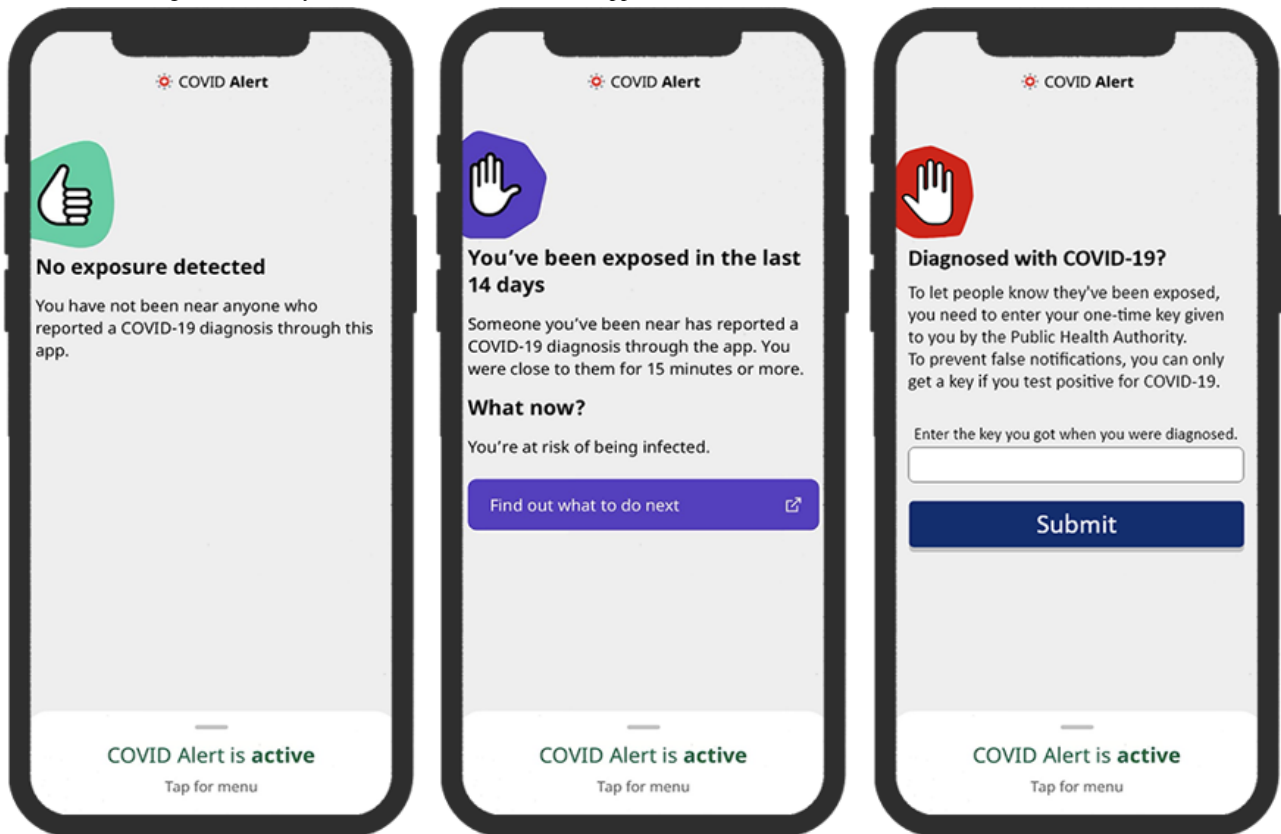 COVID Alert
No exposure detected
You have not been near anyone who
reported a COVID-19 diagnosis through this
app.
COVID Alert is active
Tap for menu
COVID Alert
You've been exposed in the last
14 days
Someone you've been near has reported a
COVID-19 diagnosis through the app. You
were close to them for 15 minutes or more.
What now?
You're at risk of being infected.
Find out what to do next
COVID Alert is active
Tap for menu
COVID Alert
Diagnosed with COVID-19?
To let people know they've been exposed,
you need to enter your one-time key given
to you by the Public Health Authority.
To prevent false notifications, you can only
get a key if you test positive for COVID-19.
Enter the key you got when you were diagnosed.
Submit
COVID Alert is active
Tap for menu